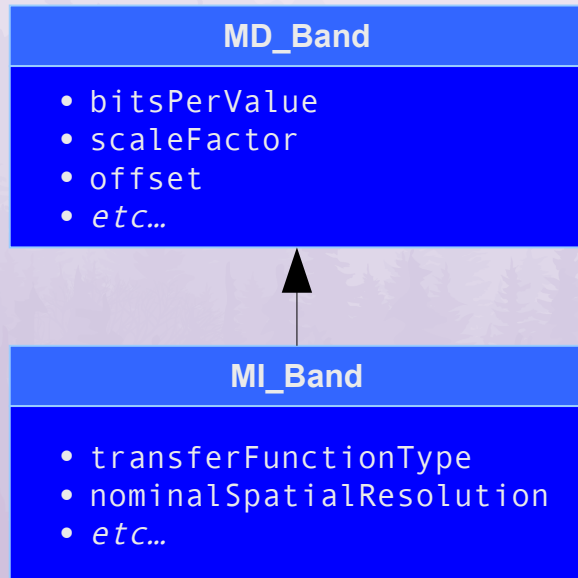 MD_Band
• bitsPerValue
• scaleFactor
• offset
• etc…
MI_Band
• transferFunctionType
• nominalSpatialResolution
• etc…